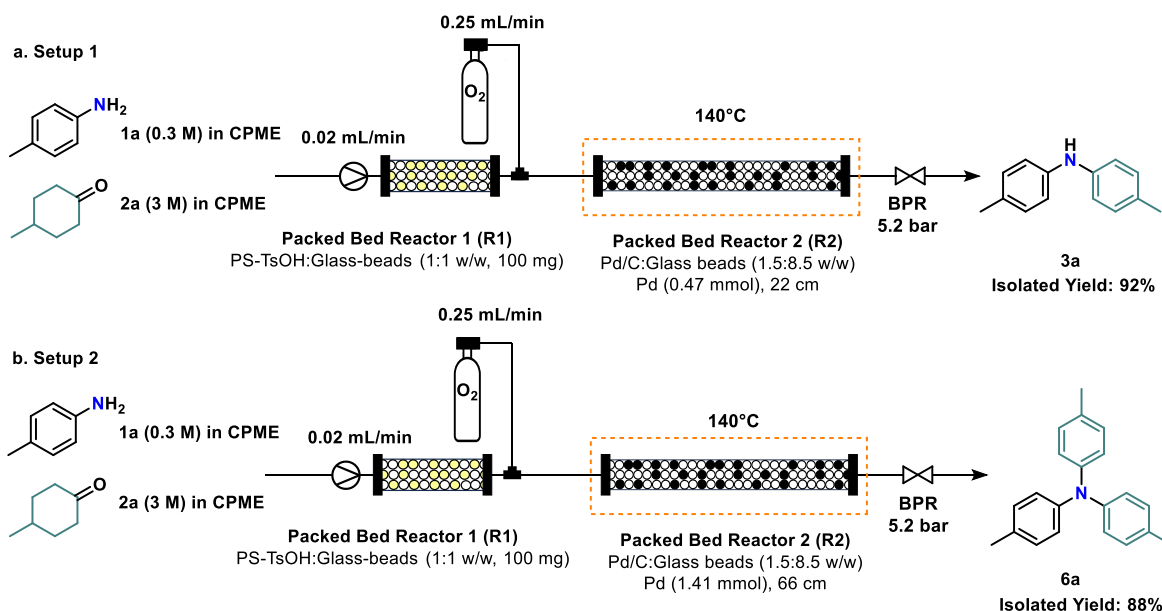 a. Setup 1
0.25 mL/min
O2
NH2
1a (0.3 M) in CPME
O
2a (3 M) in CPME
0.02 mL/min
140°C
Packed Bed Reactor 1 (R1)
PS-TsOH:Glass-beads (1:1 w/w, 100 mg)
Packed Bed Reactor 2 (R2)
Pd/C:Glass beads (1.5:8.5 w/w)
Pd (0.47 mmol), 22 cm
BPR
5.2 bar
H
N
3a
Isolated Yield: 92%
b. Setup 2
0.25 mL/min
O2
NH2
1a (0.3 M) in CPME
O
2a (3 M) in CPME
0.02 mL/min
140°C
Packed Bed Reactor 1 (R1)
PS-TsOH:Glass-beads (1:1 w/w, 100 mg)
Packed Bed Reactor 2 (R2)
Pd/C:Glass beads (1.5:8.5 w/w)
Pd (1.41 mmol), 66 cm
BPR
5.2 bar
N
6a
Isolated Yield: 88%